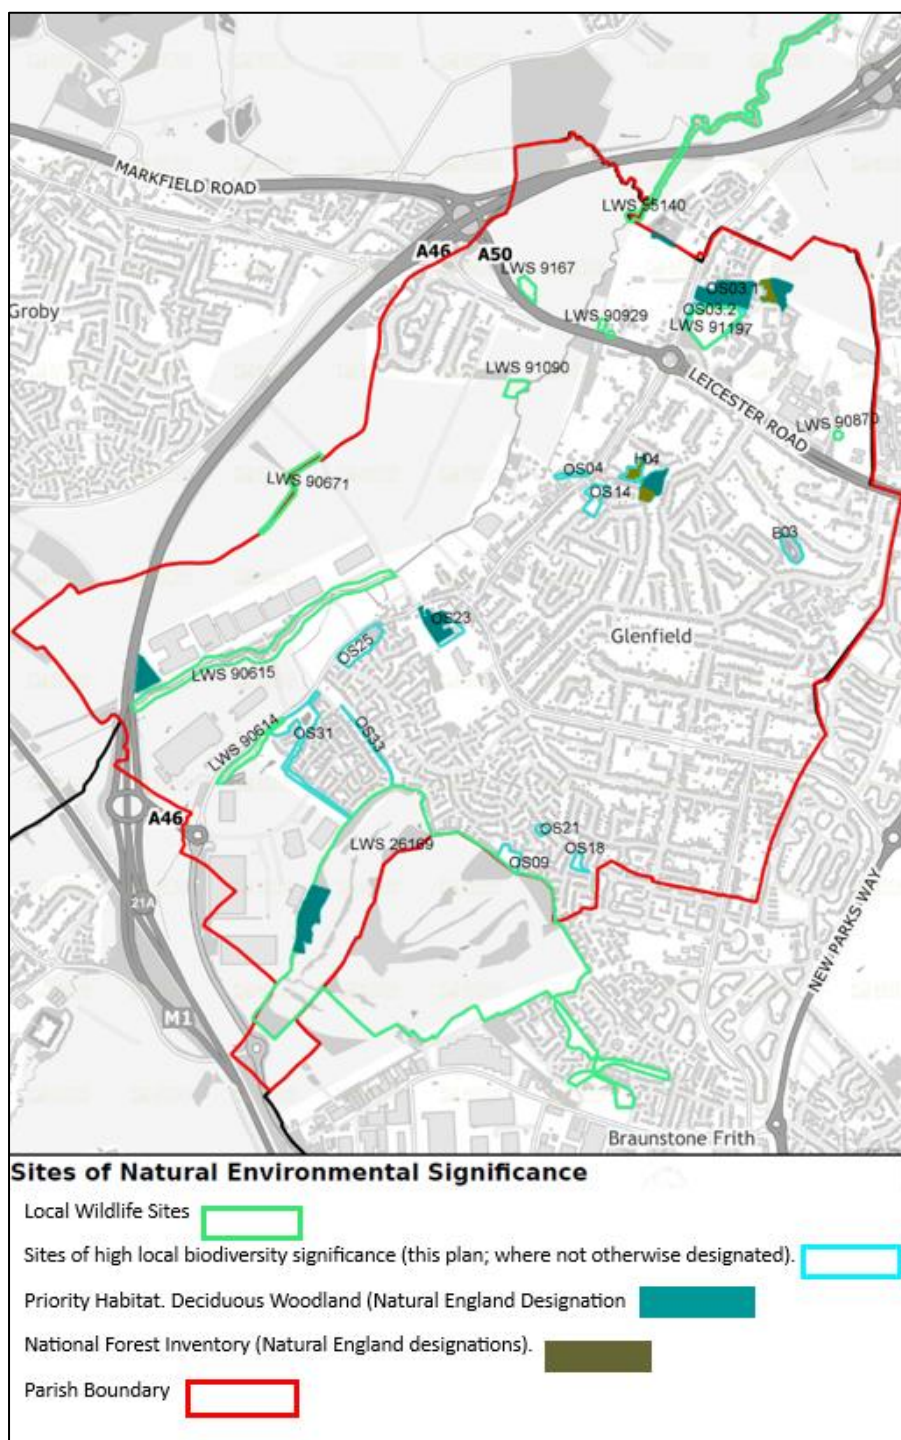 MARKFIELD ROAD
LWS 55140
A46
A50
LWS 9167
OS03.1
OS03.2
Groby
LWS 90929
LWS 91197
LWS 91090
LEICESTER ROAD
LWS 90870
H04
OS04
LWS 90671
OS14
E03
OS23
Glenfield
OS25
LWS 90615
LWS 90614
OS31
OS33
A46
OS21
LWS 26169
OS18
OS09
21A
NEW PARKS WAY
M1
Braunstone Frith
Sites of Natural Environmental Significance
Local Wildlife Sites
Sites of high local biodiversity significance (this plan; where not otherwise designated).
Priority Habitat. Deciduous Woodland (Natural England Designation
National Forest Inventory (Natural England designations).
Parish Boundary